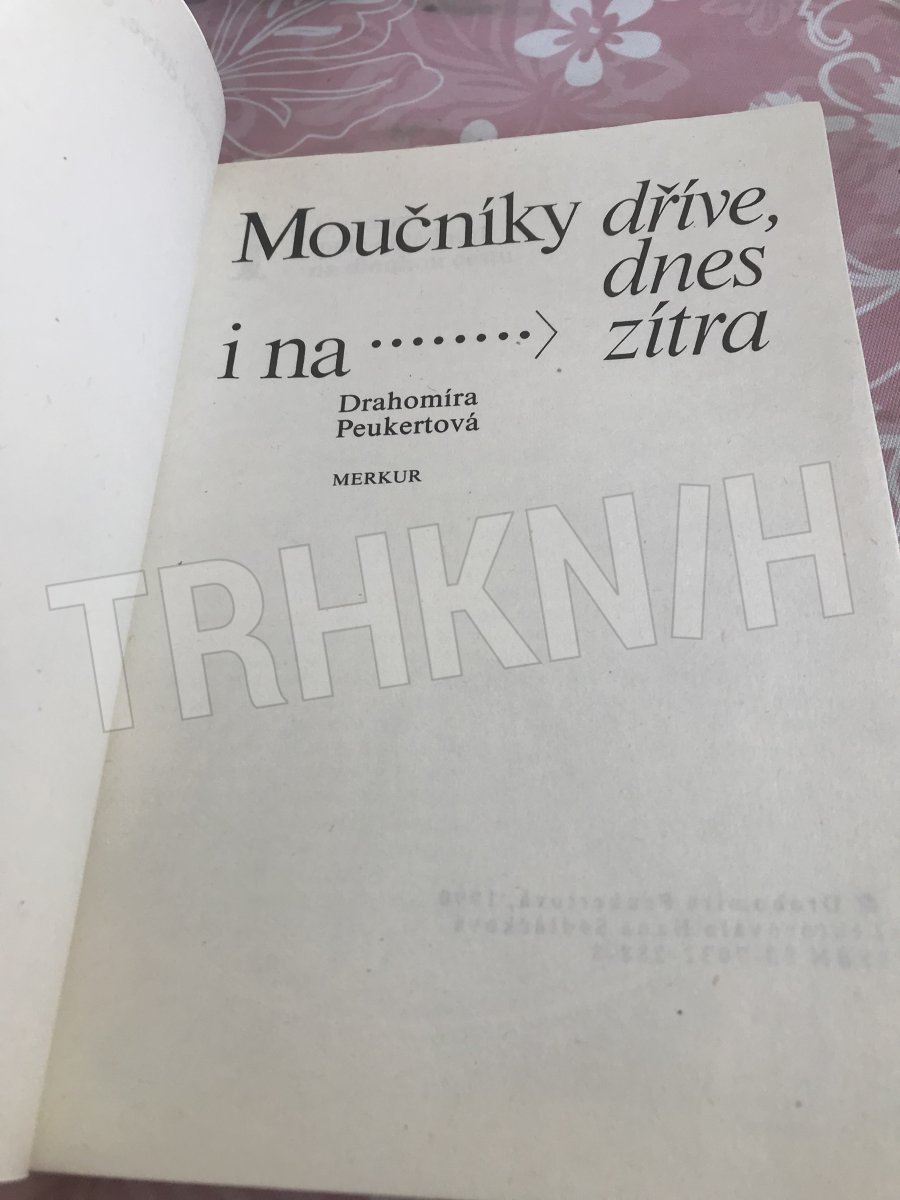 Moučníky dříve,
dnes
i na ········〉 zítra
Drahomíra
Peukertová
MERKUR
TRHKNIH